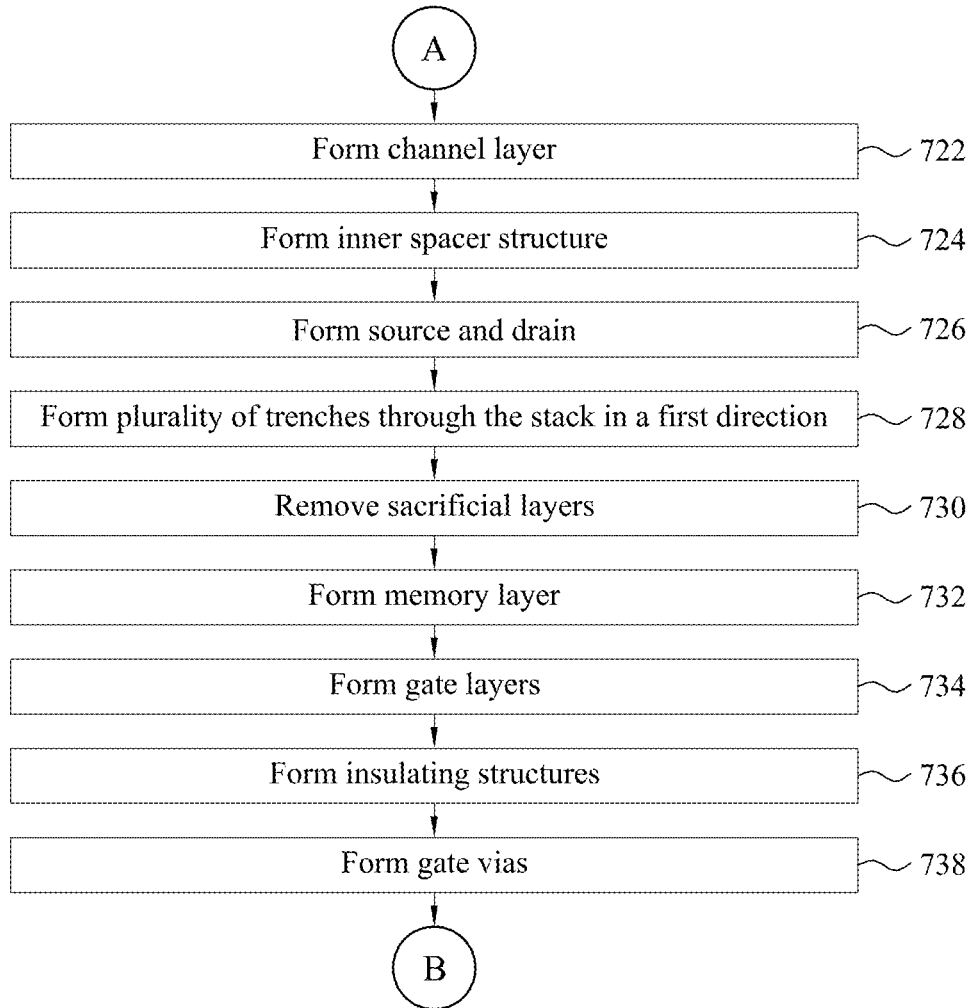 A
Form channel layer 722
Form inner spacer structure 724
Form source and drain 726
Form plurality of trenches through the stack in a first direction 728
Remove sacrificial layers 730
Form memory layer 732
Form gate layers 734
Form insulating structures 736
Form gate vias 738
B